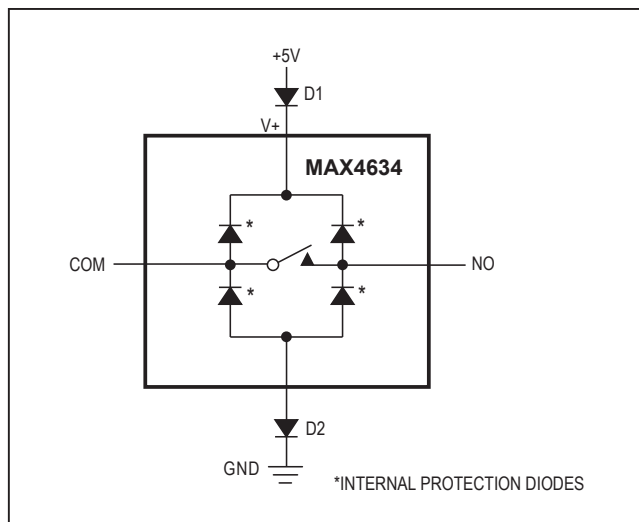 +5V
D1
V+
MAX4634
* *
COM
NO
* *
D2
GND
*INTERNAL PROTECTION DIODES